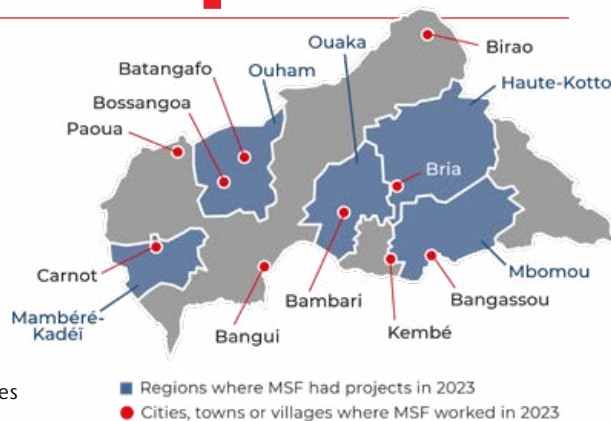 Birao
Ouaka
Batangafo
Ouham
Haute-Kotto
Bossangoa
Paoua
Bria
Carnot
Mambéré-
Kadéï
Bangui
Bambari
Kembé
Bangassou
Mbomou
es
Regions where MSF had projects in 2023
Cities, towns or villages where MSF worked in 2023